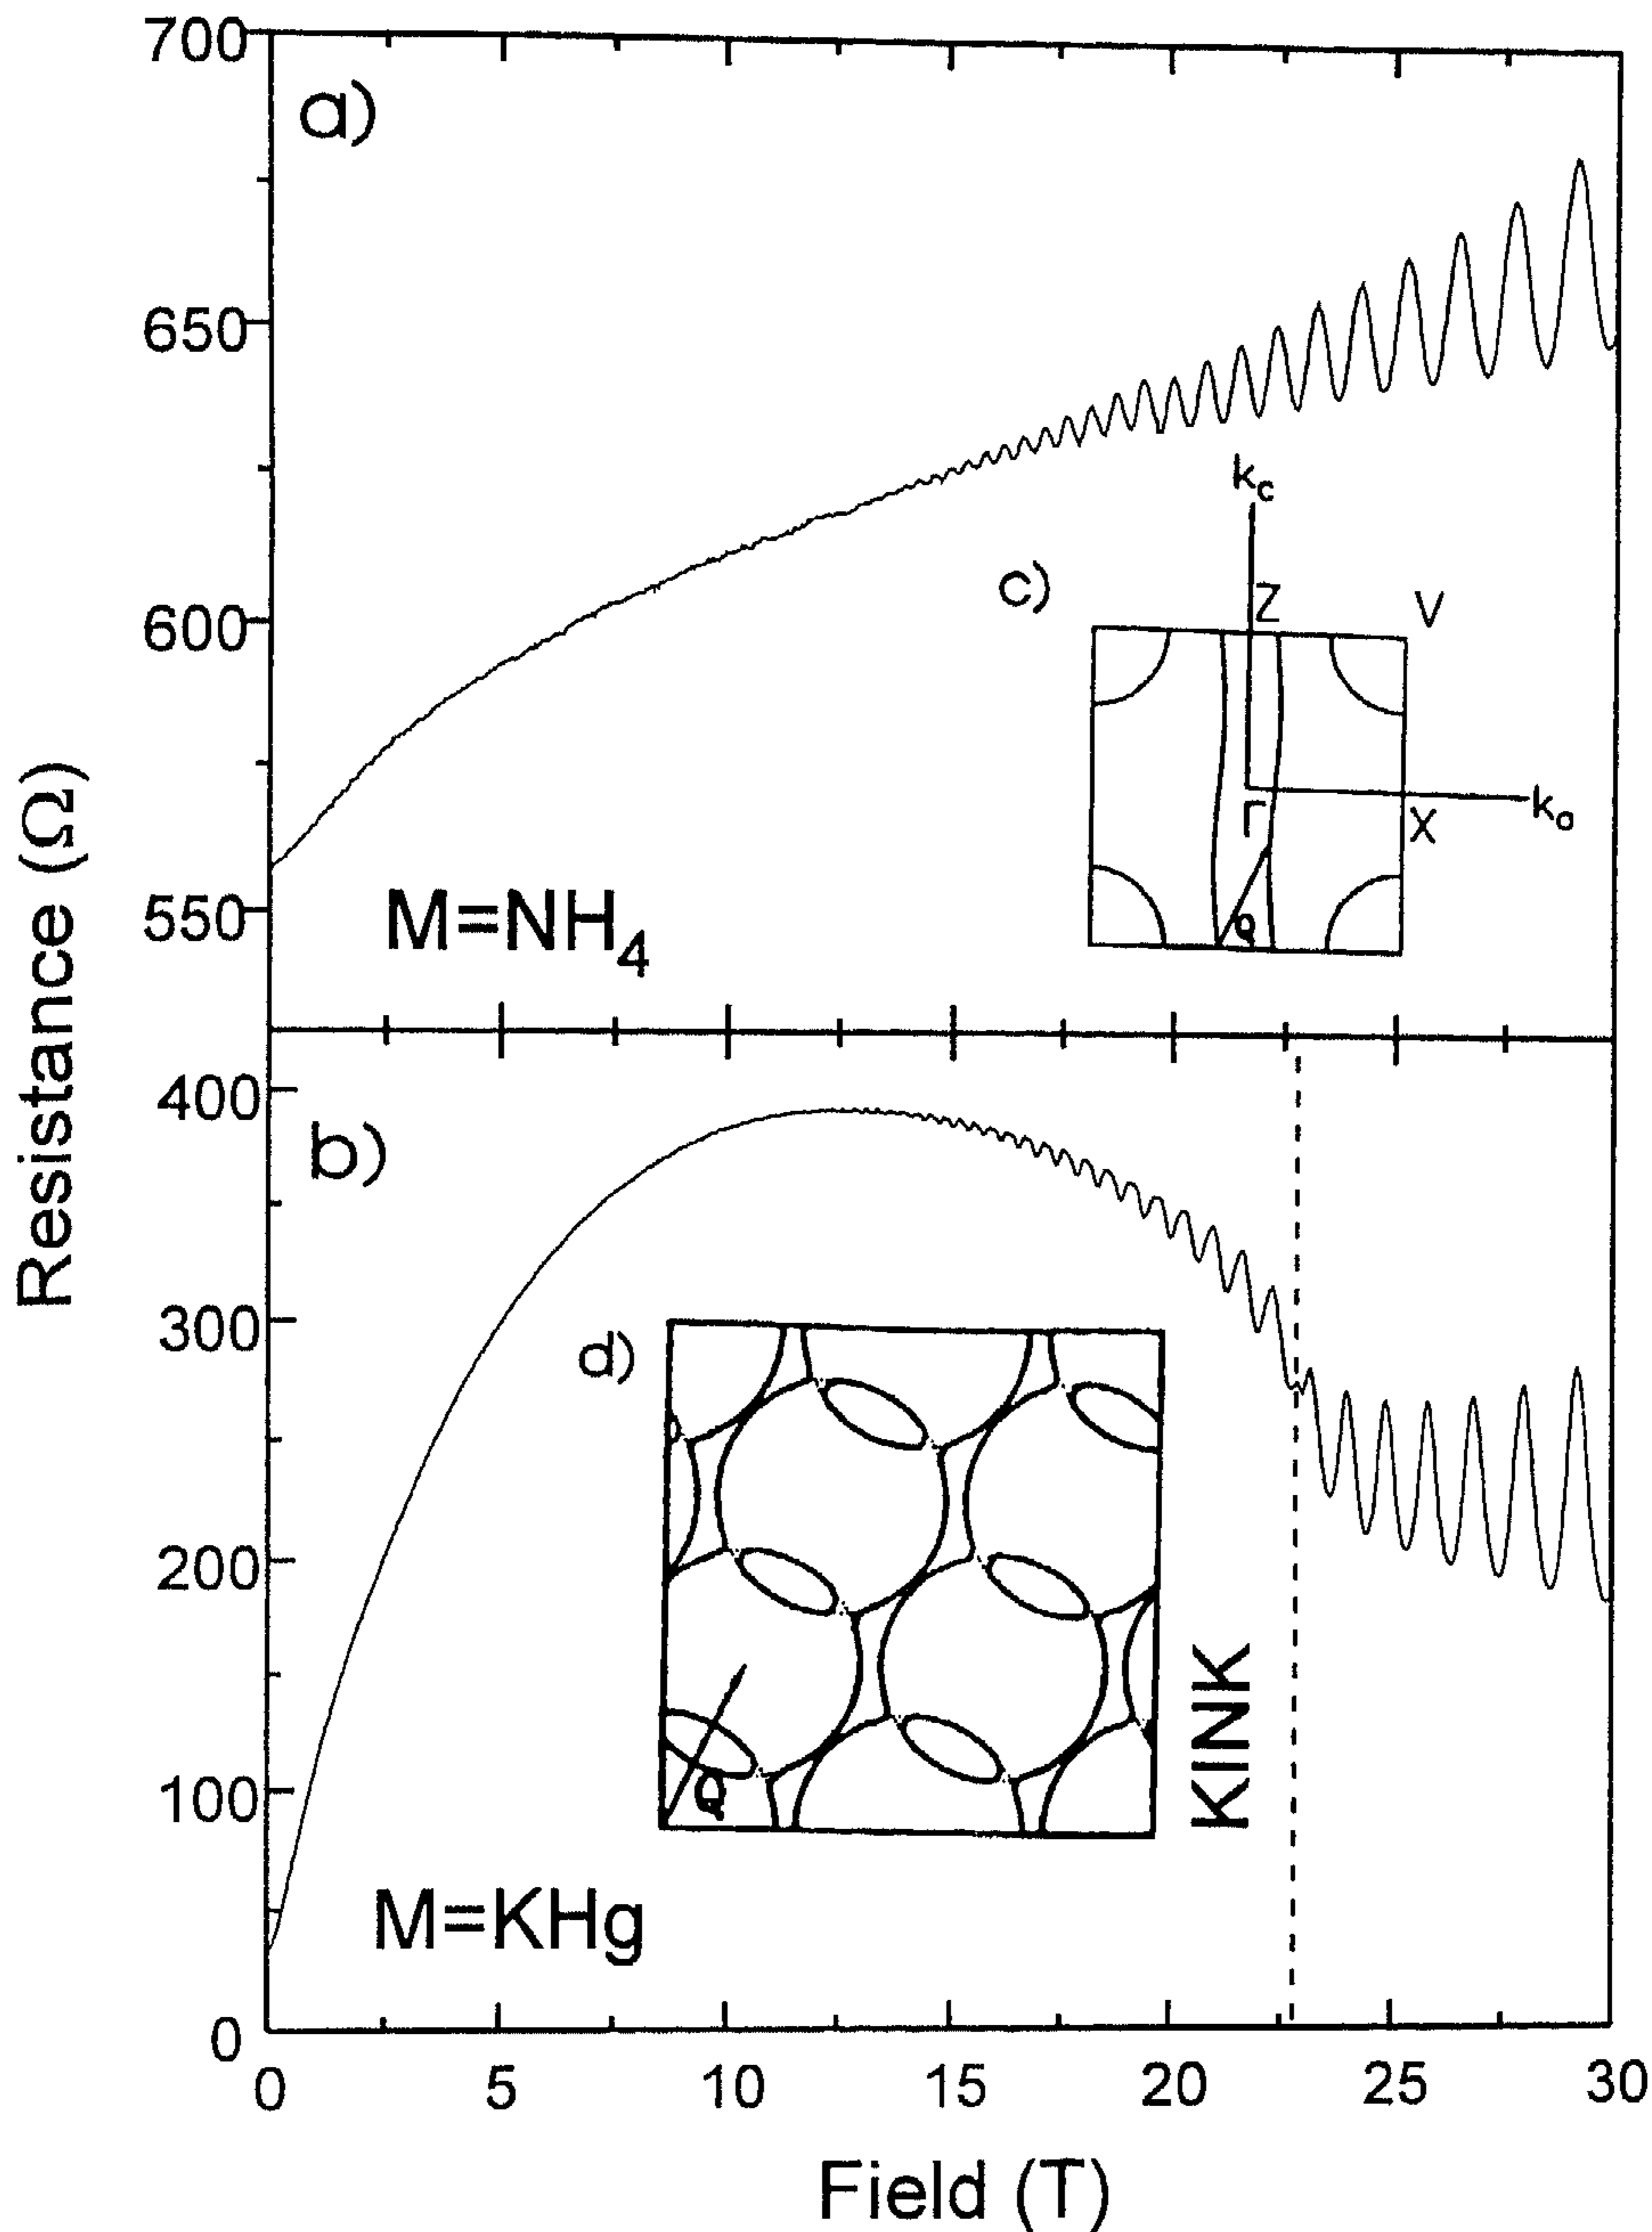 Resistance (Ω)
700
650
600
550
a)
M=NH₄
c)
k_c
Z
V
Γ
X
k_a
Q
400
300
200
100
0
b)
M=KHg
d)
Q
KINK
0 5 10 15 20 25 30
Field (T)